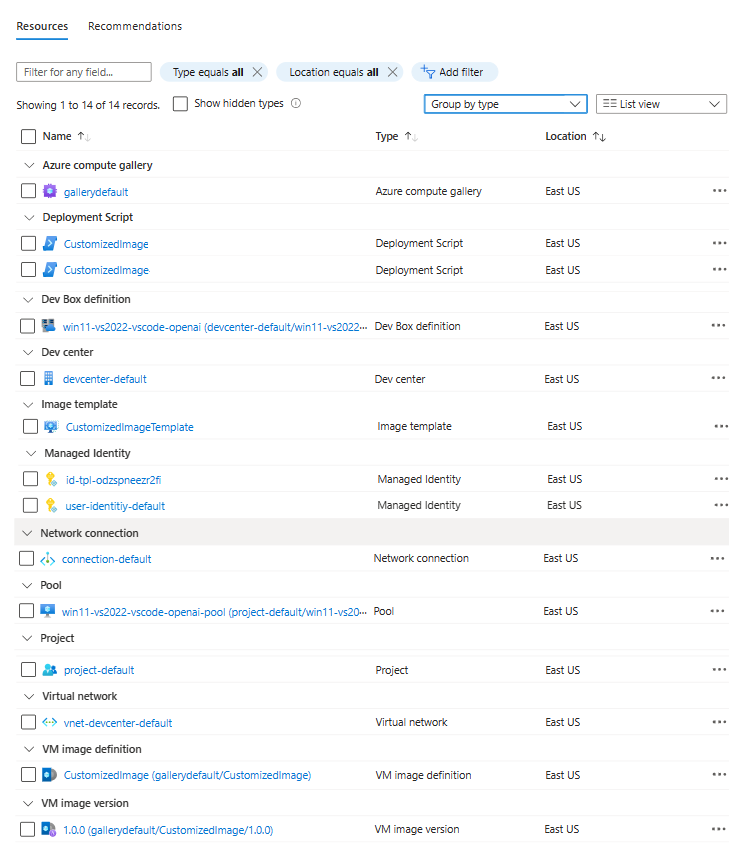 Resources Recommendations
Filter for any field... Type equals all Location equals all Add filter
Showing 1 to 14 of 14 records. Show hidden types Group by type List view
Name Type Location
Azure compute gallery
gallerydefault Azure compute gallery East US
Deployment Script
CustomizedImage Deployment Script East US
CustomizedImage Deployment Script East US
Dev Box definition
win11-vs2022-vscode-openai (devcenter-default/win11-vs2022··· Dev Box definition East US
Dev center
devcenter-default Dev center East US
Image template
CustomizedImageTemplate Image template East US
Managed Identity
id-tpl-odzspneezr2fi Managed Identity East US
user-identitiy-default Managed Identity East US
Network connection
connection-default Network connection East US
Pool
win11-vs2022-vscode-openai-pool (project-default/win11-vs20··· Pool East US
Project
project-default Project East US
Virtual network
vnet-devcenter-default Virtual network East US
VM image definition
CustomizedImage (gallerydefault/CustomizedImage) VM image definition East US
VM image version
1.0.0 (gallerydefault/CustomizedImage/1.0.0) VM image version East US